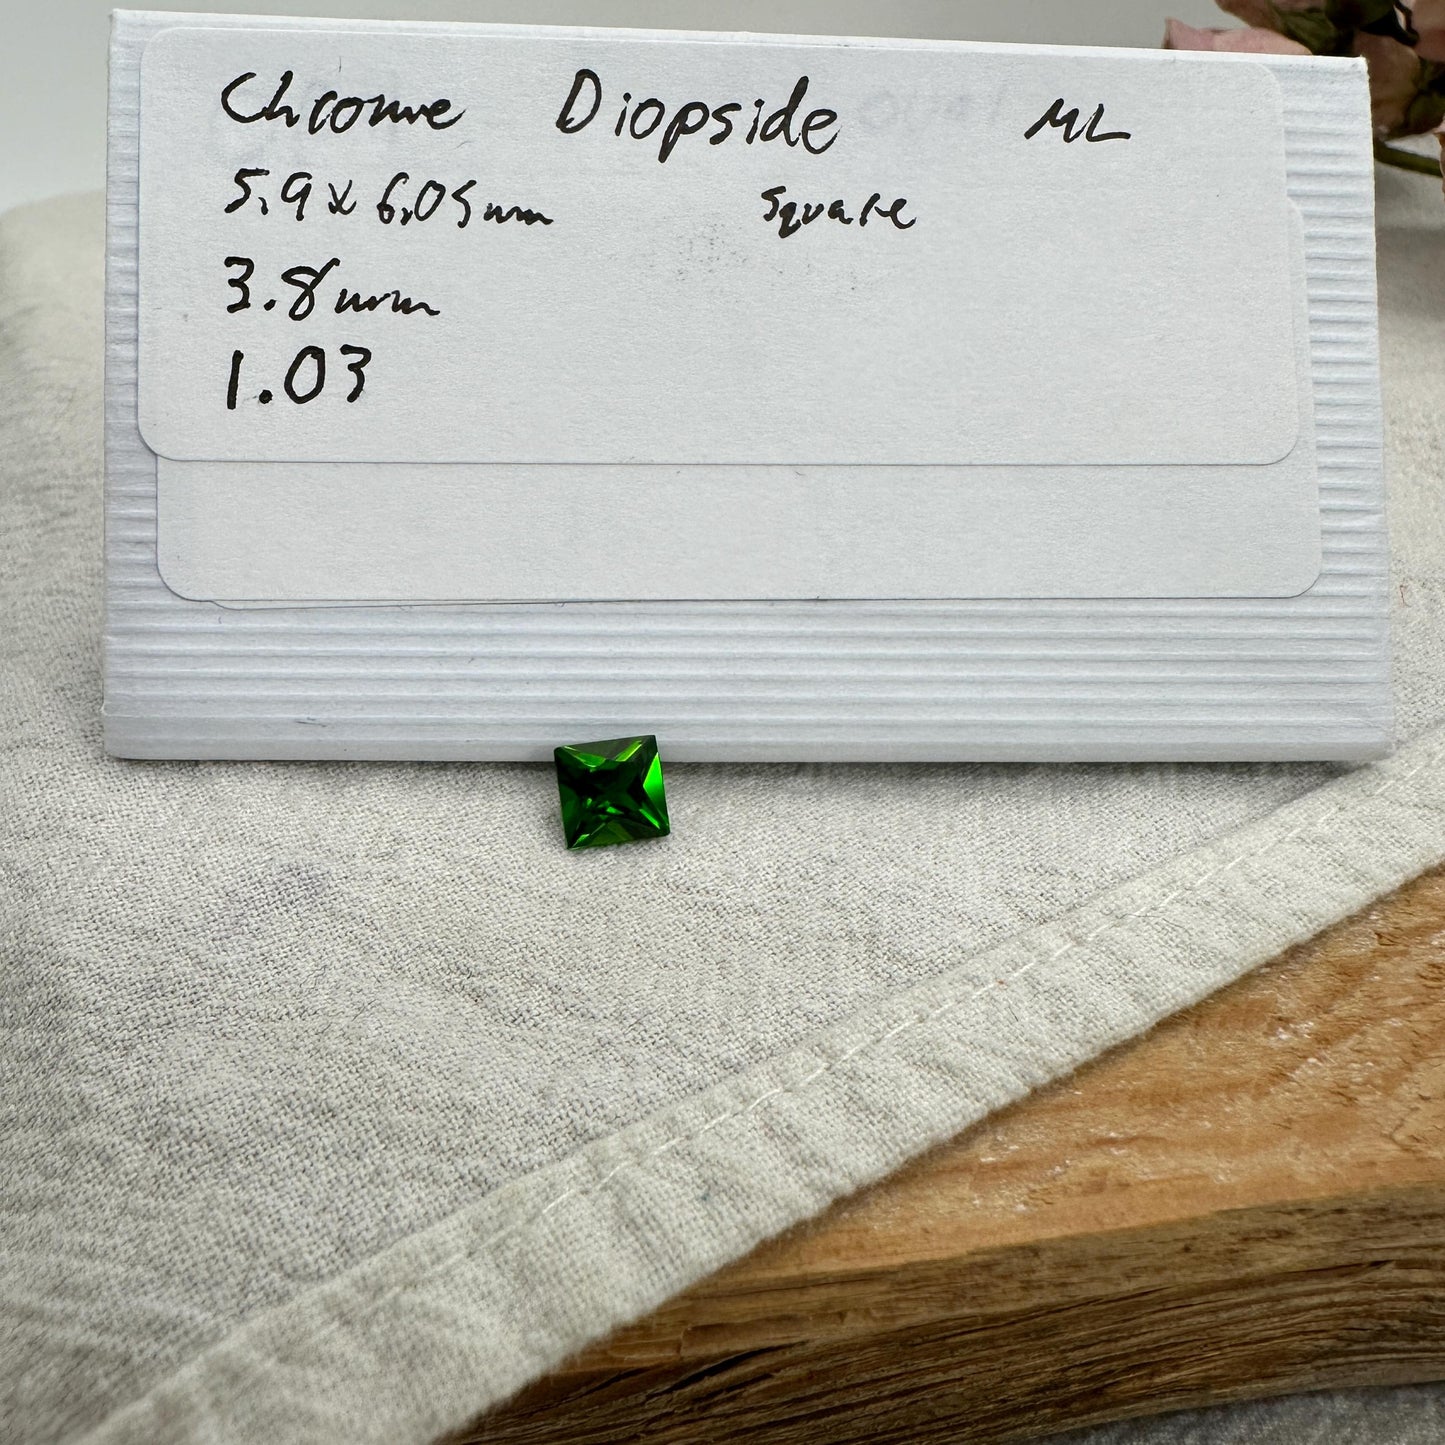 Chrome Diopside ML
5.9 x 6.05mm square
3.8mm
1.03